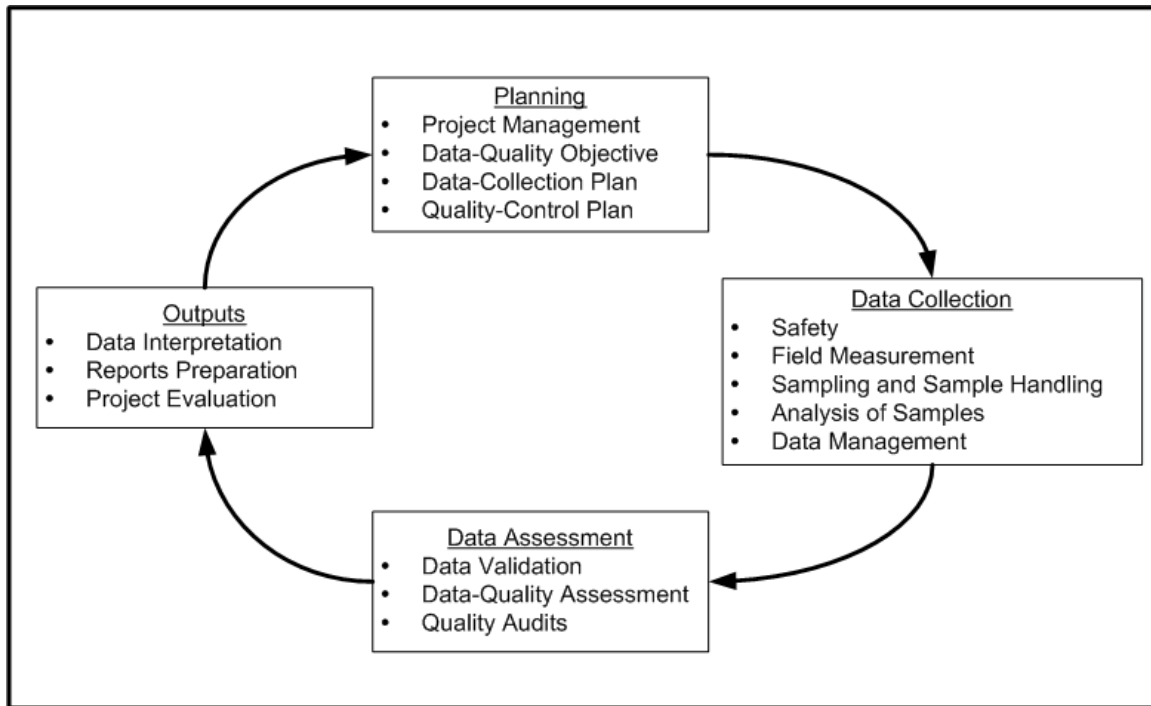 Planning
• Project Management
• Data-Quality Objective
• Data-Collection Plan
• Quality-Control Plan
Data Collection
• Safety
• Field Measurement
• Sampling and Sample Handling
• Analysis of Samples
• Data Management
Data Assessment
• Data Validation
• Data-Quality Assessment
• Quality Audits
Outputs
• Data Interpretation
• Reports Preparation
• Project Evaluation